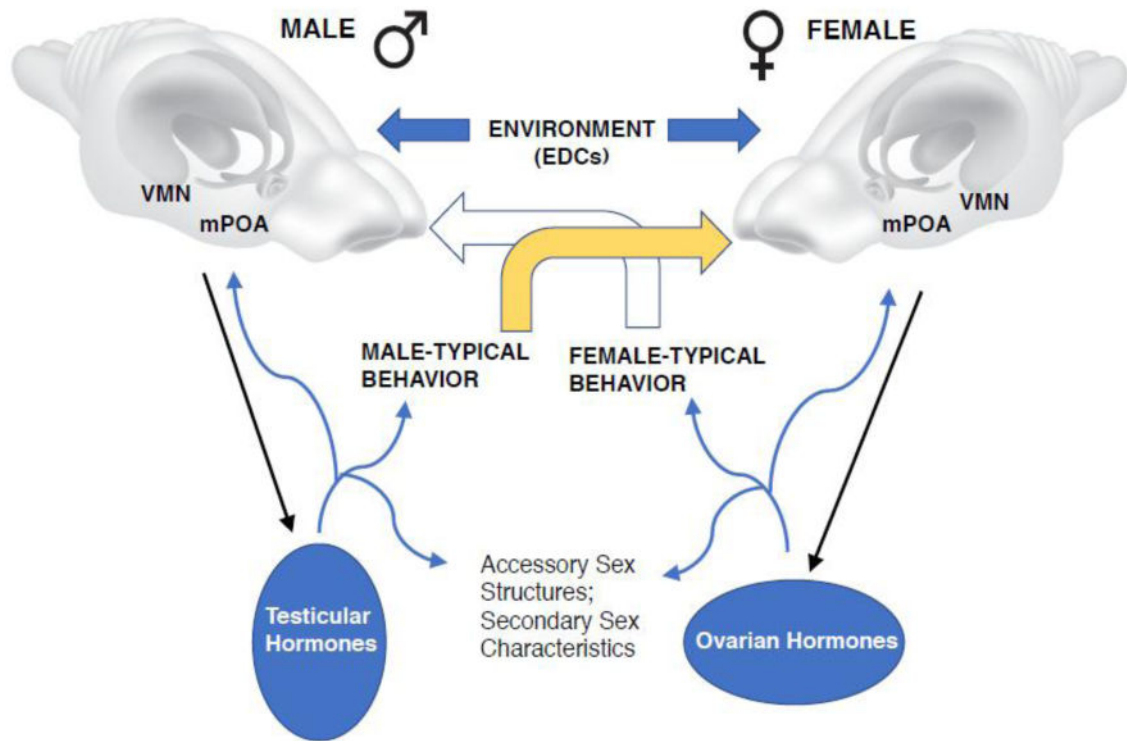 MALE ♂
♀ FEMALE
ENVIRONMENT
(EDCs)
VMN
mPOA
VMN
mPOA
MALE-TYPICAL
BEHAVIOR
FEMALE-TYPICAL
BEHAVIOR
Accessory Sex
Structures;
Secondary Sex
Characteristics
Testicular
Hormones
Ovarian Hormones